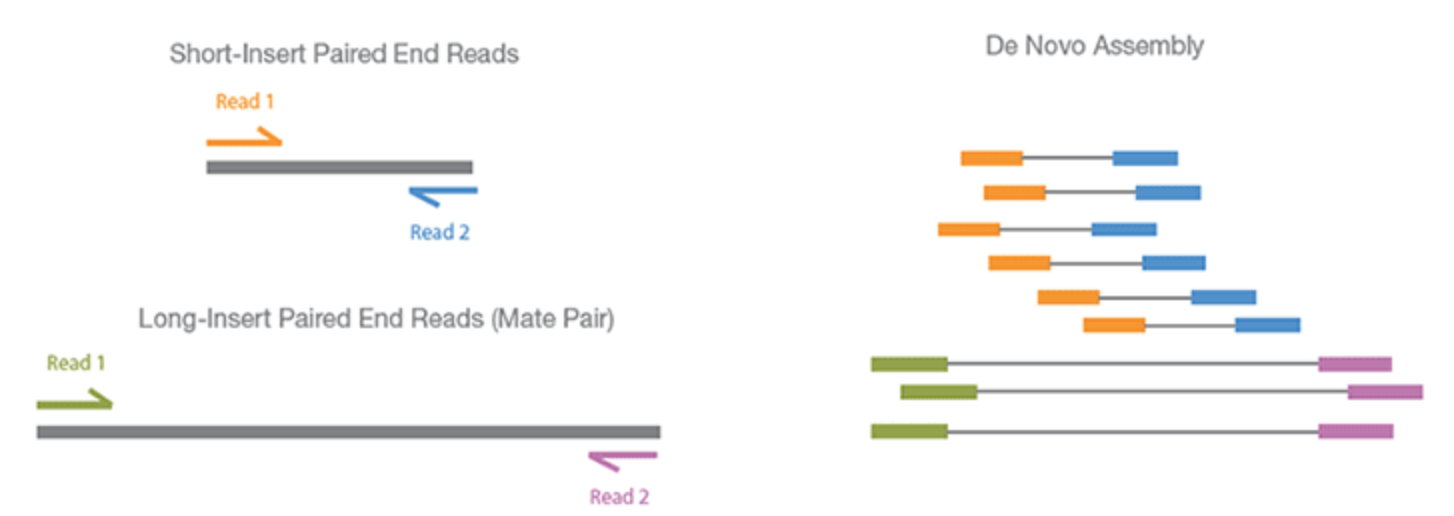 Short-Insert Paired End Reads
Read 1
Read 2
Long-Insert Paired End Reads (Mate Pair)
Read 1
Read 2
De Novo Assembly